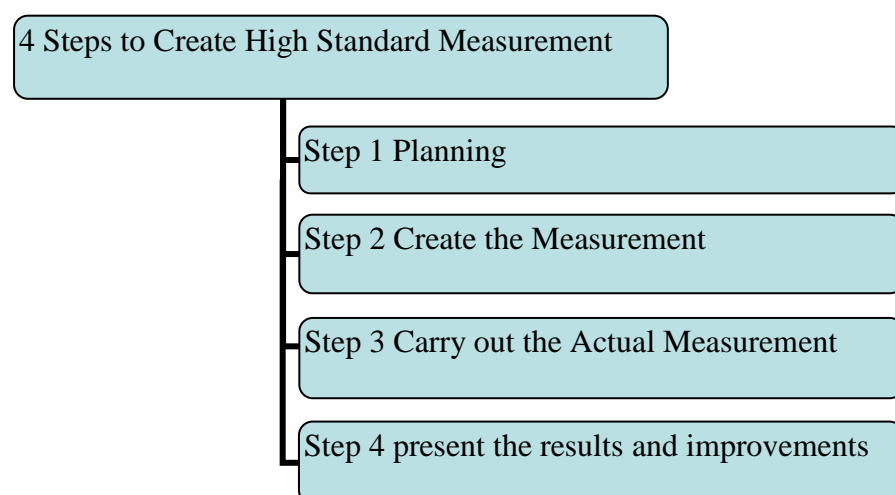 4 Steps to Create High Standard Measurement
Step 1 Planning
Step 2 Create the Measurement
Step 3 Carry out the Actual Measurement
Step 4 present the results and improvements